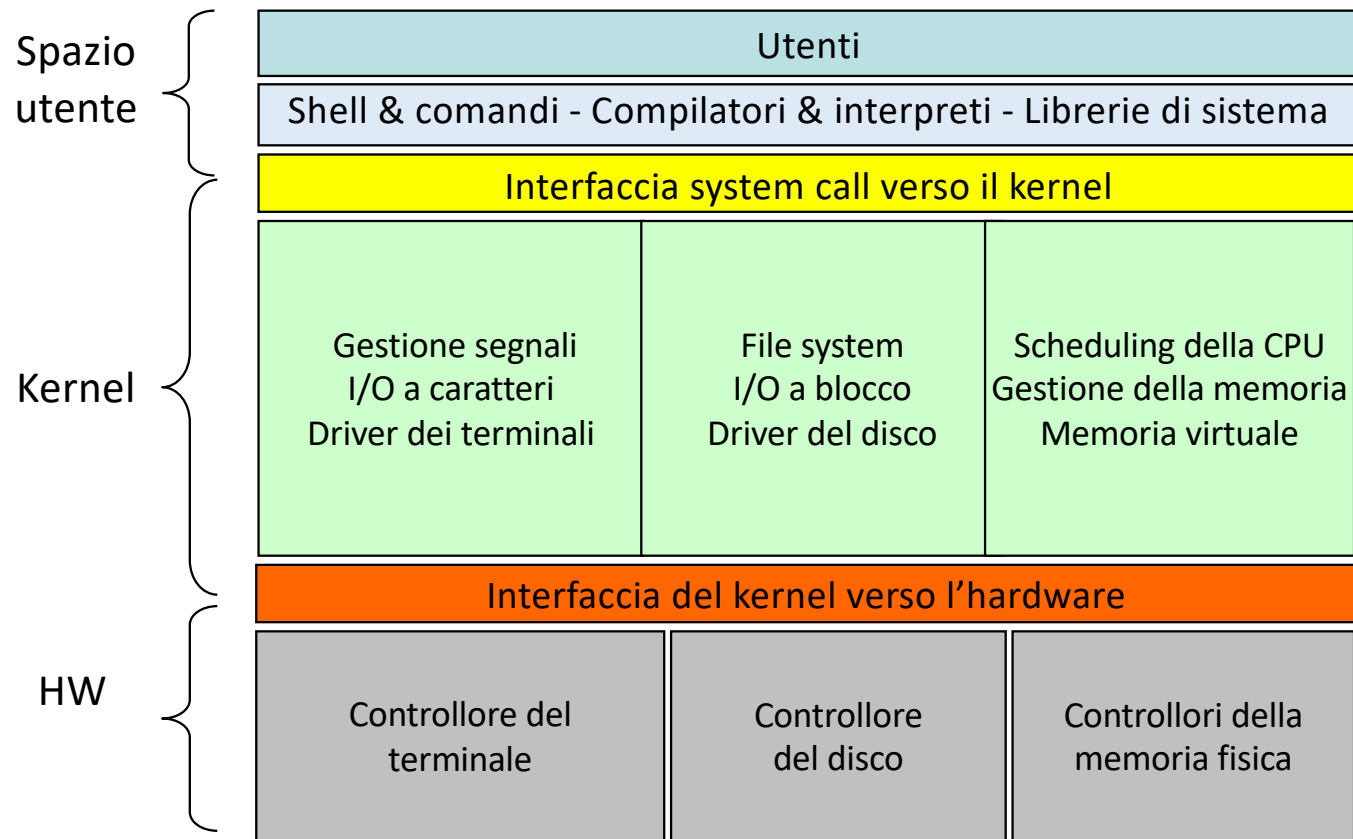 Spazio
utente
Utenti
Shell & comandi - Compilatori & interpreti - Librerie di sistema
Kernel
Interfaccia system call verso il kernel
Gestione segnali
I/O a caratteri
Driver dei terminali
File system
I/O a blocco
Driver del disco
Scheduling della CPU
Gestione della memoria
Memoria virtuale
Interfaccia del kernel verso l’hardware
HW
Controllore del
terminale
Controllore
del disco
Controllori della
memoria fisica